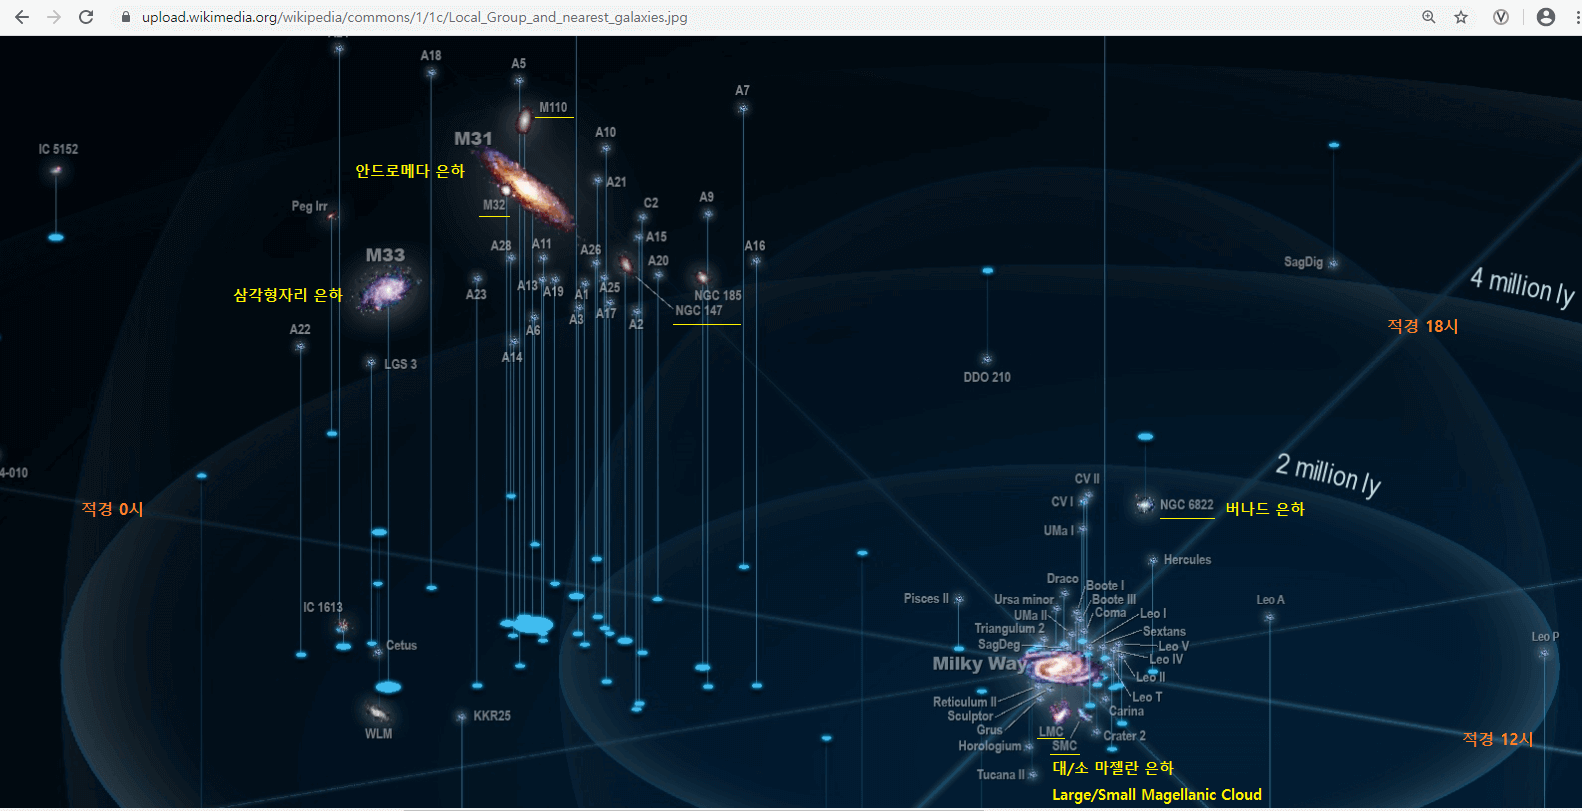 upload.wikimedia.org/wikipedia/commons/1/1c/Local_Group_and_nearest_galaxies.jpg
A18
A5
A7
M110
M31
A10
IC 5152
안드로메다 은하
A21
Peg Irr
M32
C2
A9
A15
M33
A28
A11
A26
A16
SagDig
A20
4 million ly
삼각형자리 은하
A23
A13
A19
A1
A25
NGC 185
A22
A3
A17
NGC 147
A6
A2
적경 18시
A14
LGS 3
DDO 210
4-010
2 million ly
CV II
적경 0시
CV I
NGC 6822
버나드 은하
UMa I
Hercules
Draco
Boote I
Pisces II
Ursa minor
Boote III
Leo A
IC 1613
UMa II
Coma
Leo I
Triangulum 2
Sextans
Leo P
Cetus
SagDeg
Leo V
Milky Way
Leo IV
Leo II
Leo T
Reticulum II
Carina
KKR25
Sculptor
WLM
Grus
LMC
Crater 2
적경 12시
Horologium
SMC
Tucana II
대/소 마젤란 은하
Large/Small Magellanic Cloud